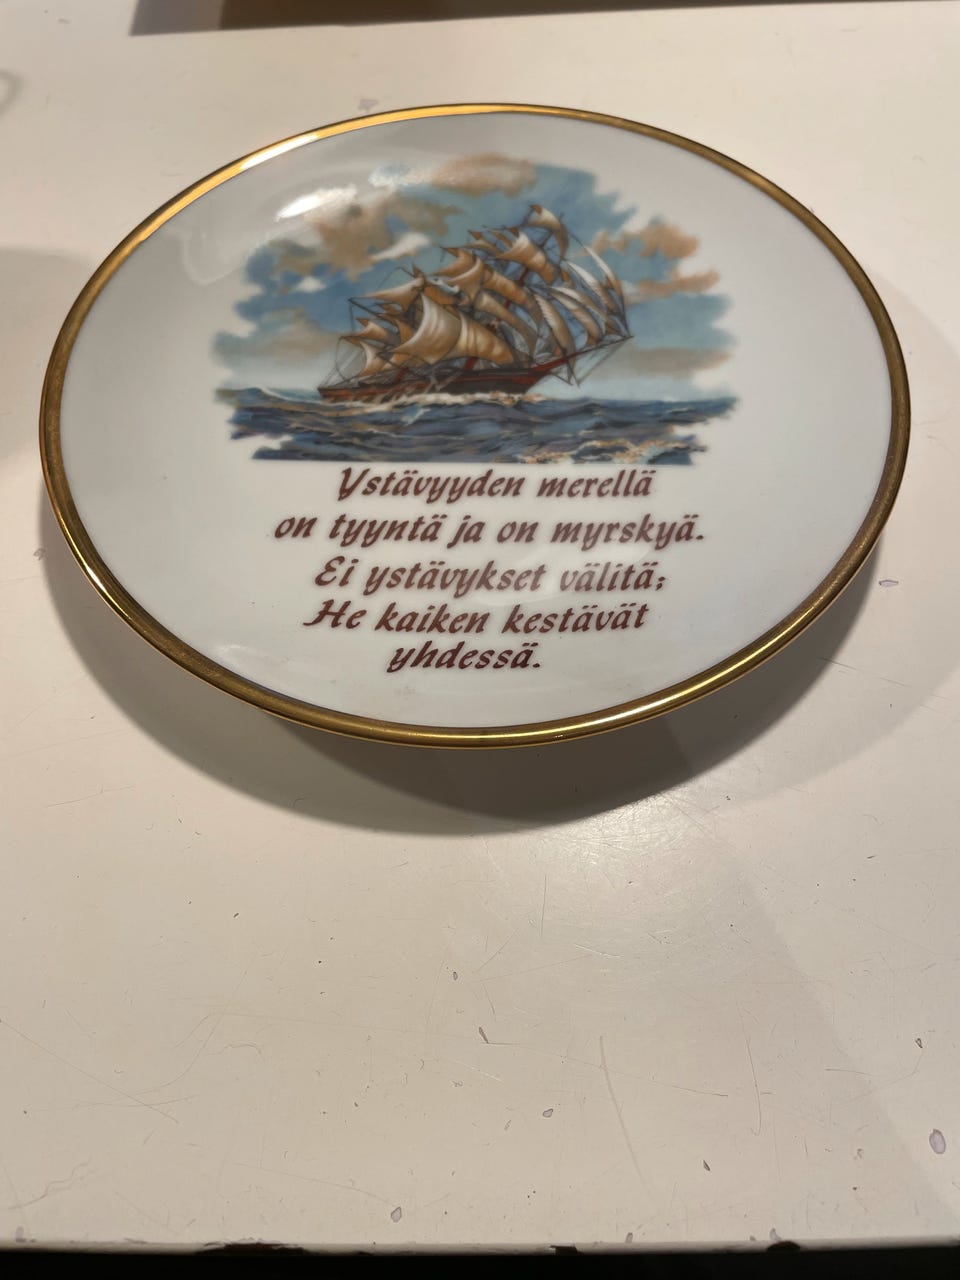 Ystävyyden merellä
on tyyntä ja on myrskyä.
Ei ystävykset välitä;
He kaiken kestävät
yhdessä.